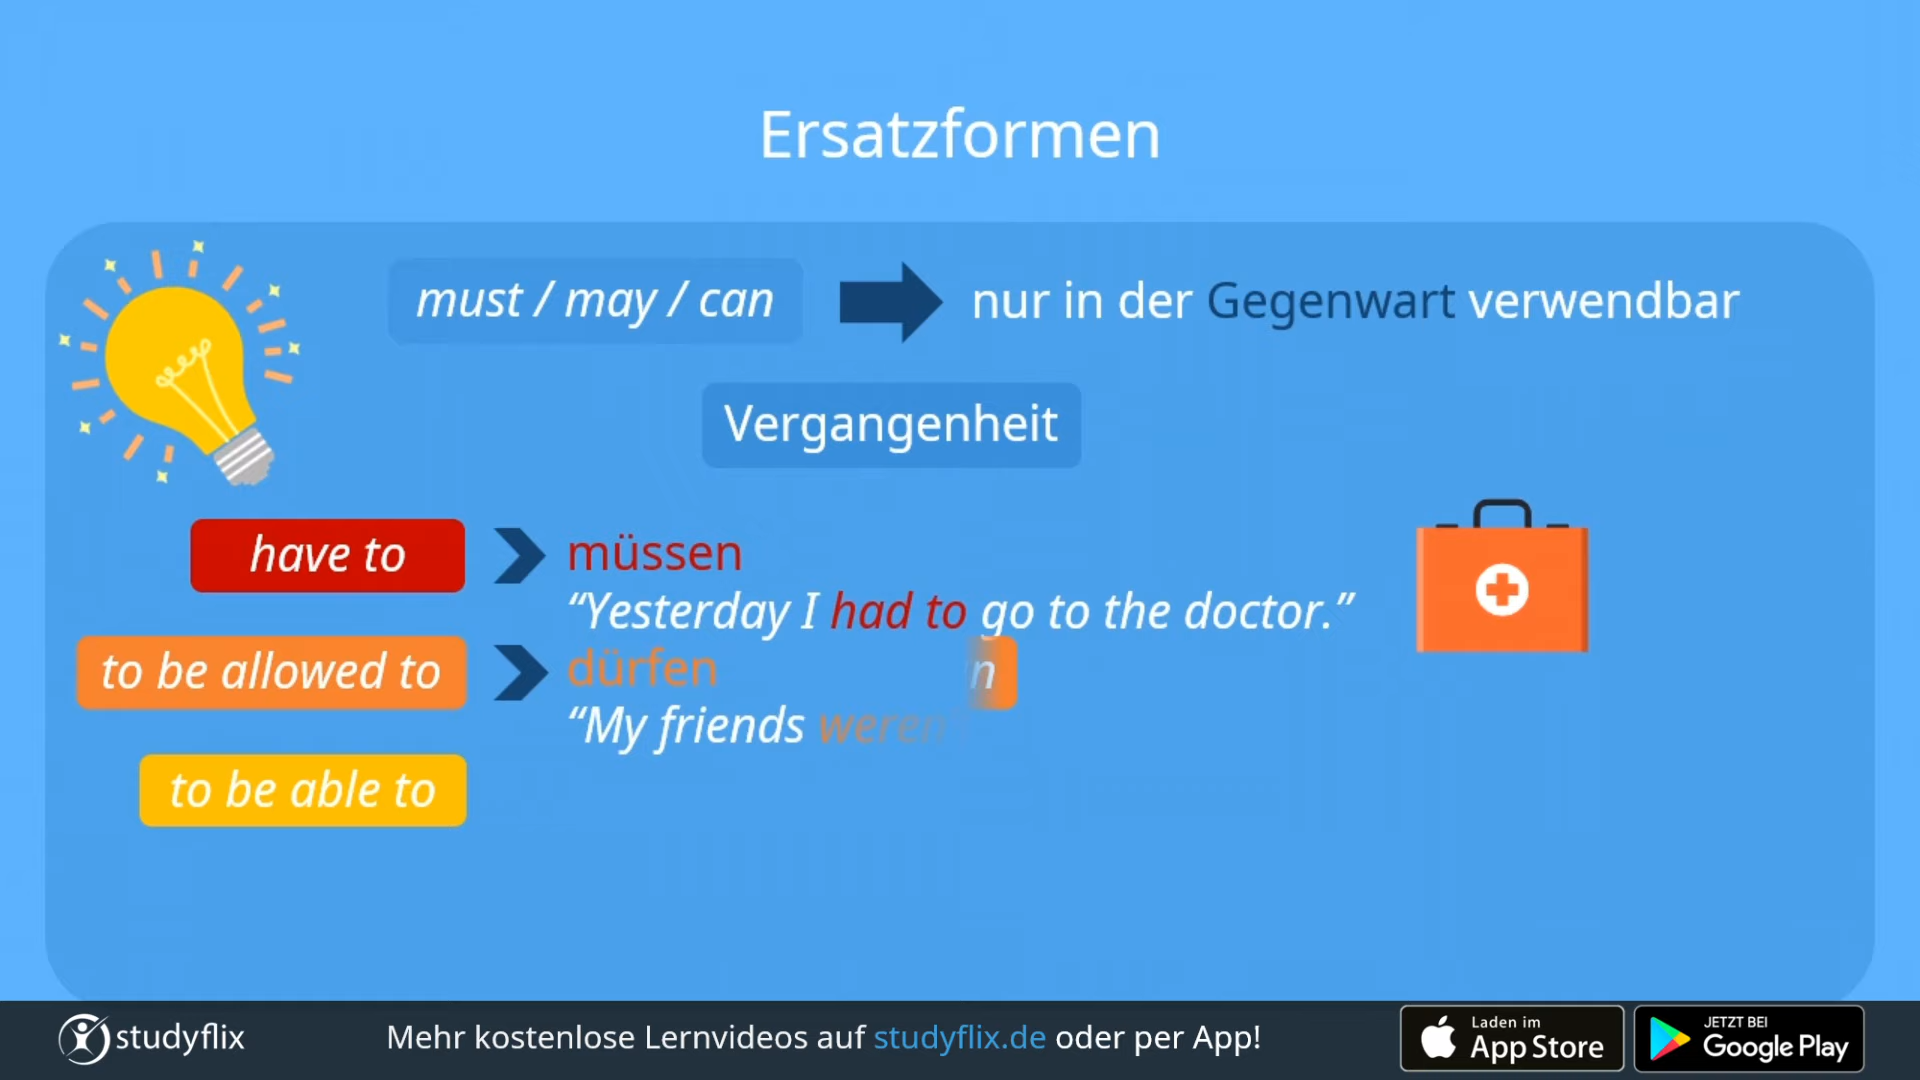 Ersatzformen
must / may / can
nur in der Gegenwart verwendbar
Vergangenheit
have to
müssen
“Yesterday I had to go to the doctor.”
to be allowed to
dürfen
n
“My friends weren
to be able to
studyflix
Mehr kostenlose Lernvideos auf studyflix.de oder per App!
Laden im
App Store
JETZT BEI
Google Play